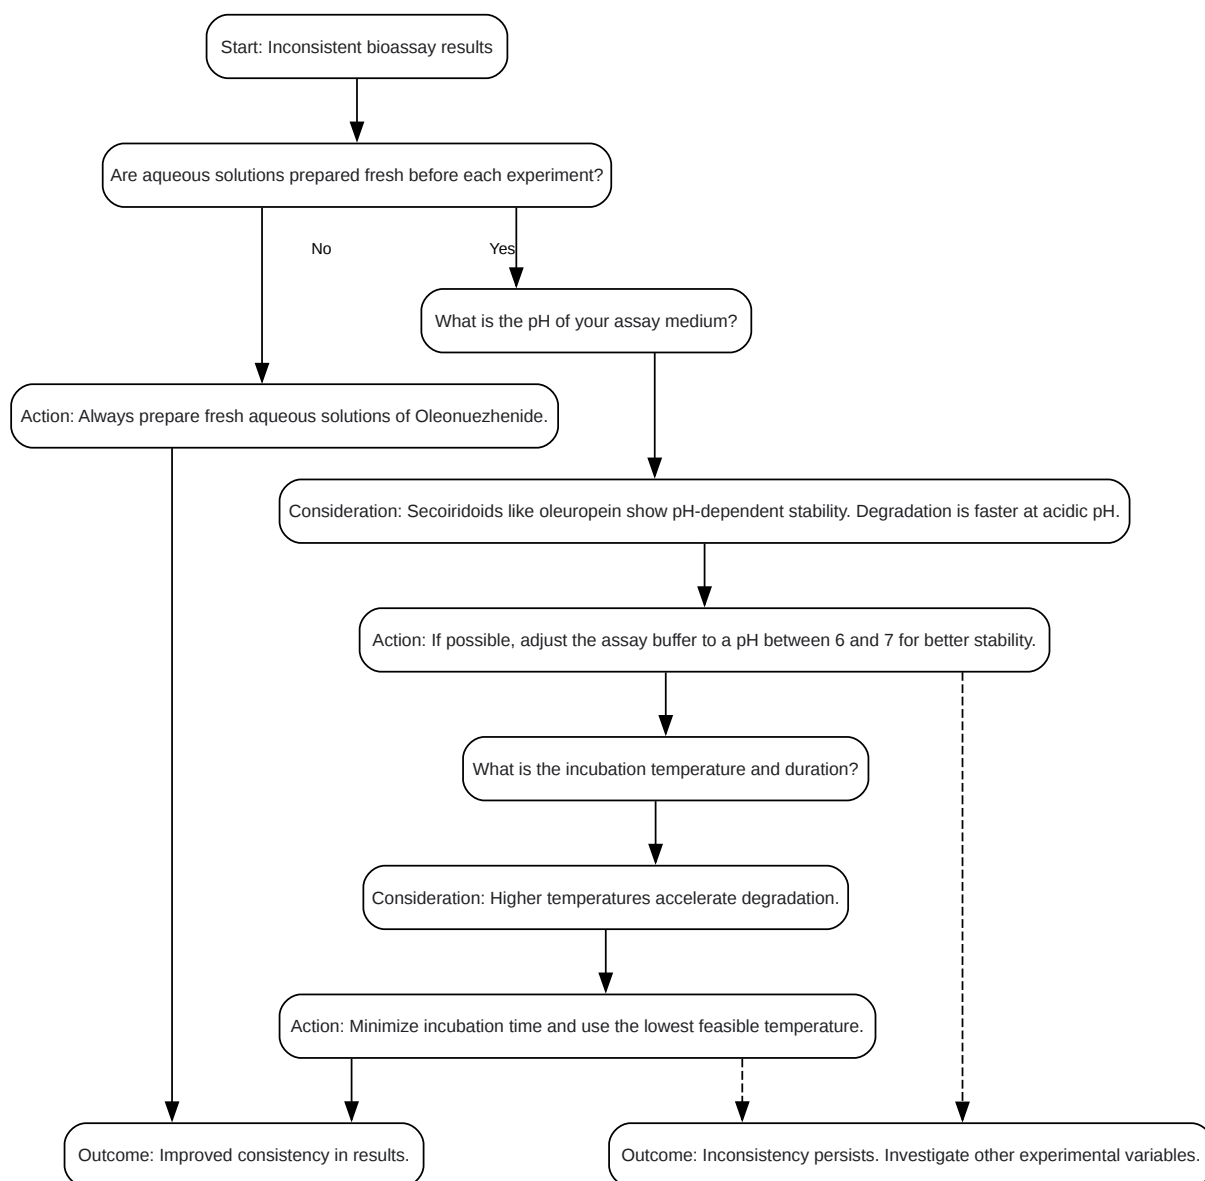 Start: Inconsistent bioassay results
Are aqueous solutions prepared fresh before each experiment?
No
Yes
What is the pH of your assay medium?
Action: Always prepare fresh aqueous solutions of Oleonuezhenide.
Consideration: Secoiridoids like oleuropein show pH-dependent stability. Degradation is faster at acidic pH.
Action: If possible, adjust the assay buffer to a pH between 6 and 7 for better stability.
What is the incubation temperature and duration?
Consideration: Higher temperatures accelerate degradation.
Action: Minimize incubation time and use the lowest feasible temperature.
Outcome: Improved consistency in results.
Outcome: Inconsistency persists. Investigate other experimental variables.